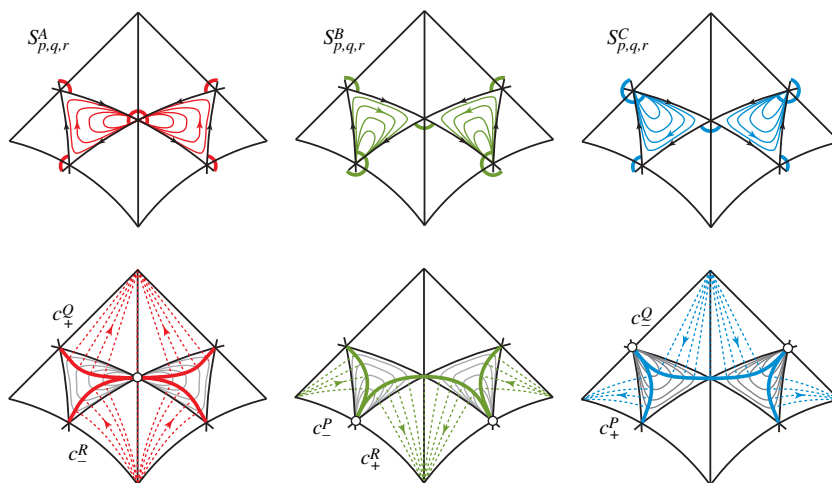 S^A_{p,q,r} S^B_{p,q,r} S^C_{p,q,r}
c^Q_+ c^Q_-
c^R_- c^P_- c^R_+ c^P_+